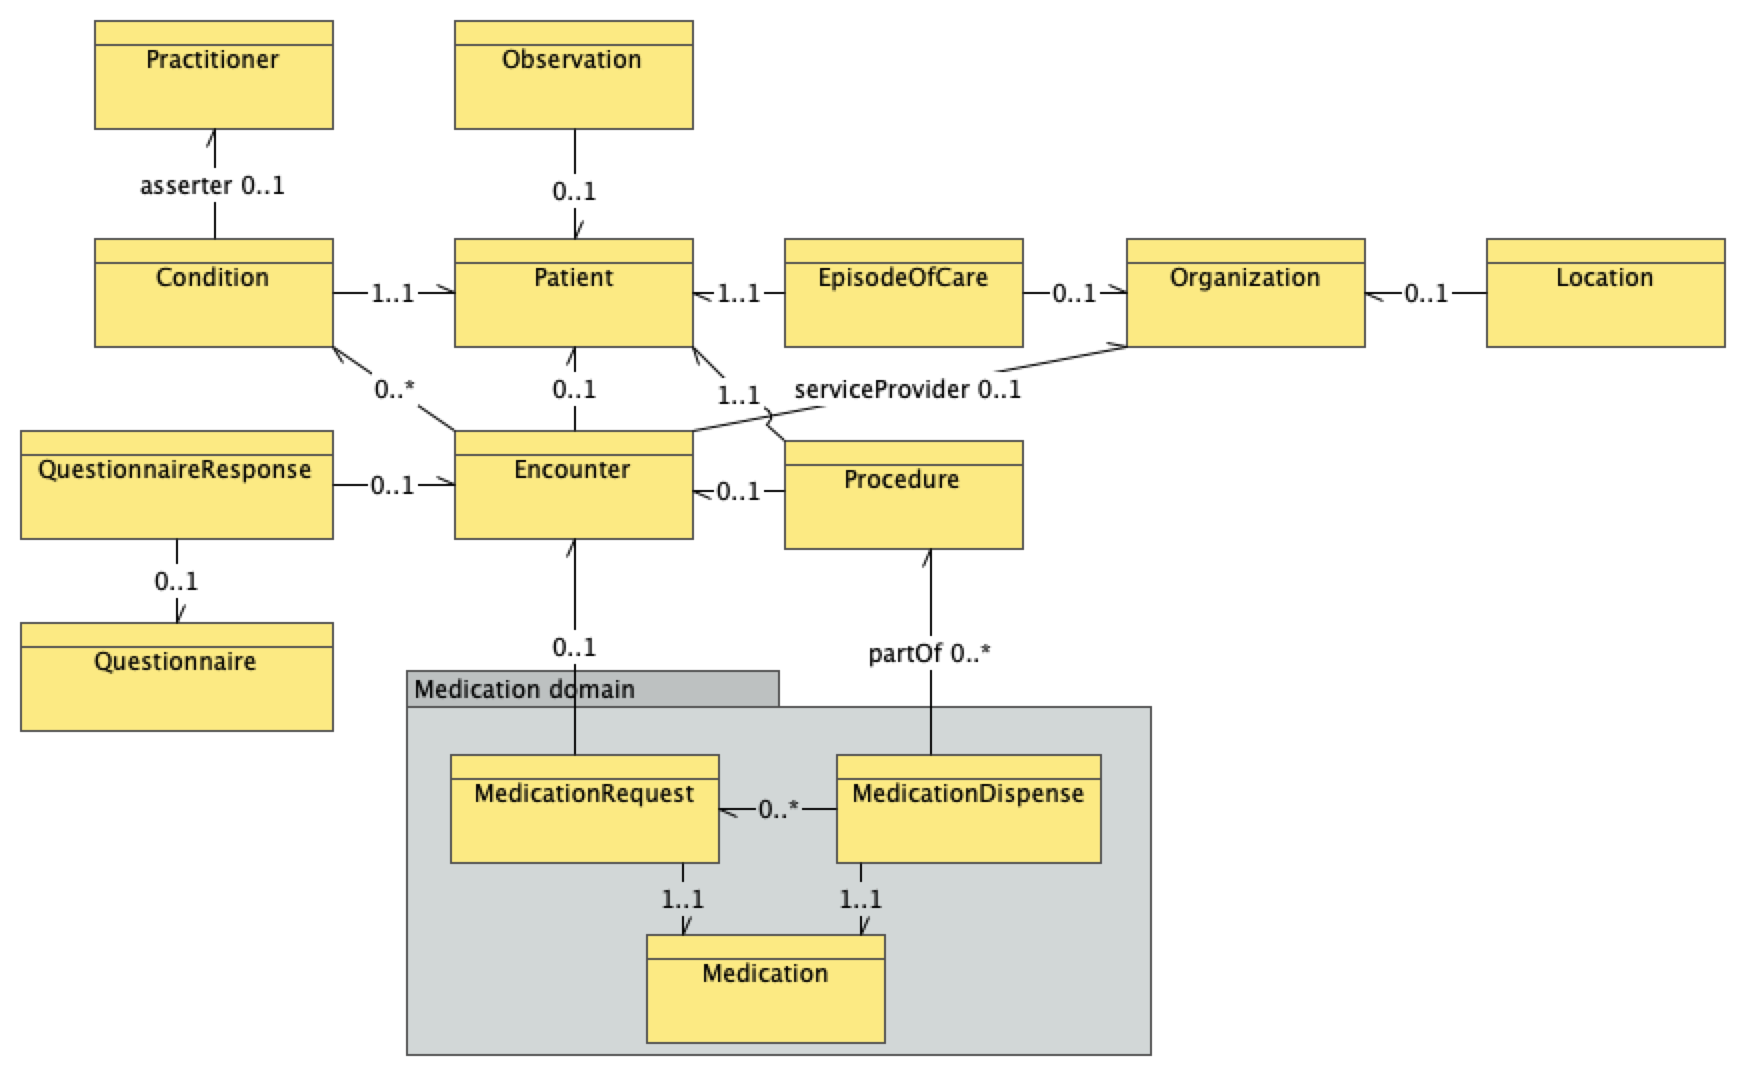 Practitioner
Observation
asserter 0..1
0..1
Condition
1..1
Patient
1..1
EpisodeOfCare
0..1
Organization
0..1
Location
0..*
0..1
1..1
serviceProvider 0..1
QuestionnaireResponse
0..1
Encounter
0..1
Procedure
0..1
Questionnaire
0..1
partOf 0..*
Medication domain
MedicationRequest
0..*
MedicationDispense
1..1
1..1
Medication